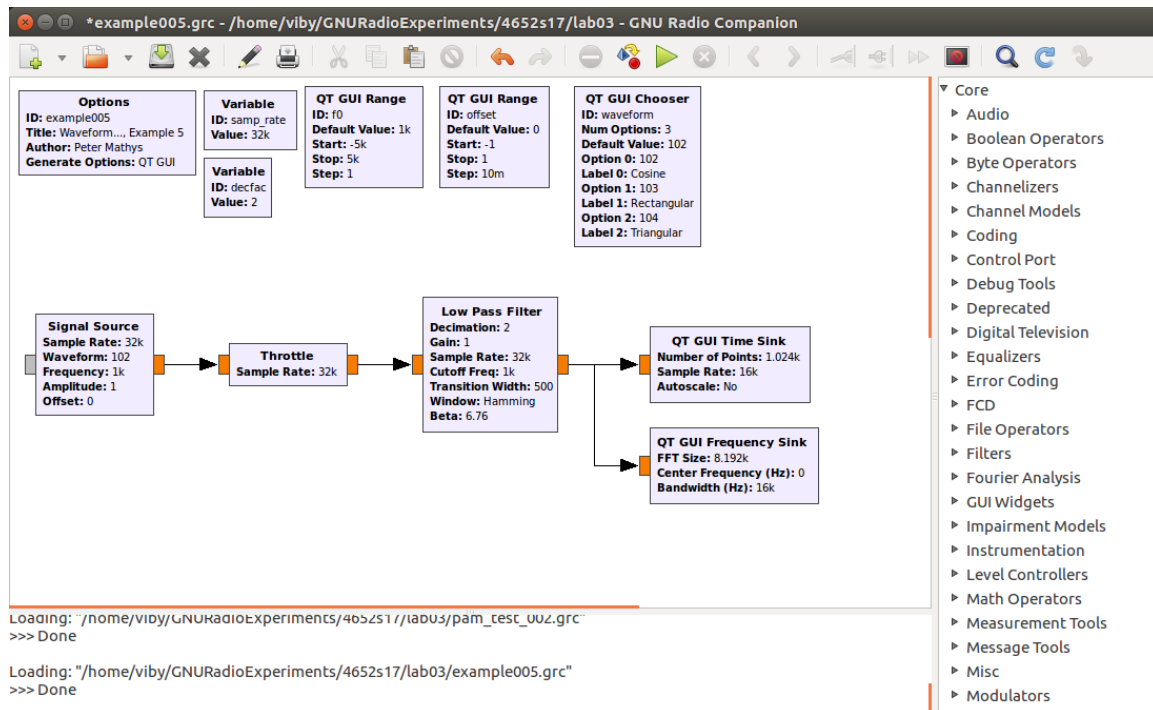 *example005.grc - /home/viby/GNURadioExperiments/4652s17/lab03 - GNU Radio Companion
Options
ID: example005
Title: Waveform..., Example 5
Author: Peter Mathys
Generate Options: QT GUI
Variable
ID: samp_rate
Value: 32k
Variable
ID: decfac
Value: 2
QT GUI Range
ID: f0
Default Value: 1k
Start: -5k
Stop: 5k
Step: 1
QT GUI Range
ID: offset
Default Value: 0
Start: -1
Stop: 1
Step: 10m
QT GUI Chooser
ID: waveform
Num Options: 3
Default Value: 102
Option 0: 102
Label 0: Cosine
Option 1: 103
Label 1: Rectangular
Option 2: 104
Label 2: Triangular
Signal Source
Sample Rate: 32k
Waveform: 102
Frequency: 1k
Amplitude: 1
Offset: 0
Throttle
Sample Rate: 32k
Low Pass Filter
Decimation: 2
Gain: 1
Sample Rate: 32k
Cutoff Freq: 1k
Transition Width: 500
Window: Hamming
Beta: 6.76
QT GUI Time Sink
Number of Points: 1.024k
Sample Rate: 16k
Autoscale: No
QT GUI Frequency Sink
FFT Size: 8.192k
Center Frequency (Hz): 0
Bandwidth (Hz): 16k
Loading: "/home/viby/GNURadioExperiments/4652s17/lab03/pam_test_002.grc"
>>> Done
Loading: "/home/viby/GNURadioExperiments/4652s17/lab03/example005.grc"
>>> Done
Core
Audio
Boolean Operators
Byte Operators
Channelizers
Channel Models
Coding
Control Port
Debug Tools
Deprecated
Digital Television
Equalizers
Error Coding
FCD
File Operators
Filters
Fourier Analysis
GUI Widgets
Impairment Models
Instrumentation
Level Controllers
Math Operators
Measurement Tools
Message Tools
Misc
Modulators